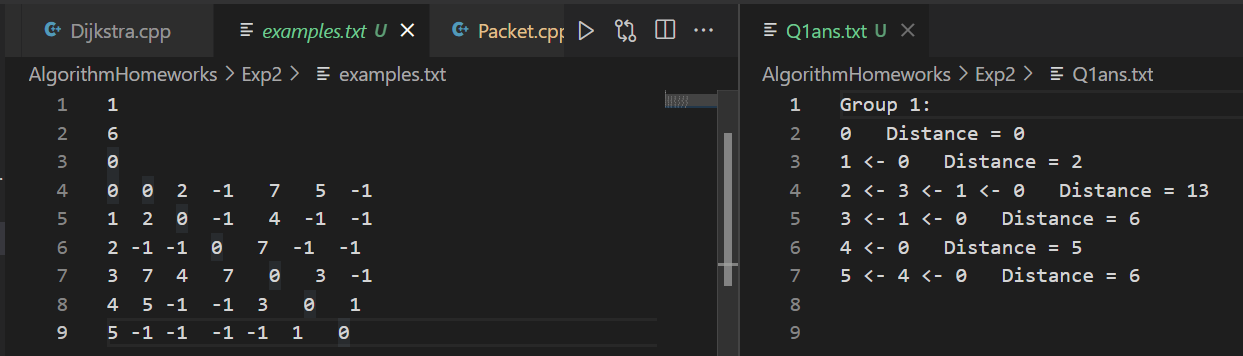 Dijkstra.cpp examples.txt U Packet.cpp Q1ans.txt U
AlgorithmHomeworks > Exp2 > examples.txt
1 1
2 6
3 0
4 0 0 2 -1 7 5 -1
5 1 2 0 -1 4 -1 -1
6 2 -1 -1 0 7 -1 -1
7 3 7 4 7 0 3 -1
8 4 5 -1 -1 3 0 1
9 5 -1 -1 -1 -1 1 0
AlgorithmHomeworks > Exp2 > Q1ans.txt
1 Group 1:
2 0 Distance = 0
3 1 <- 0 Distance = 2
4 2 <- 3 <- 1 <- 0 Distance = 13
5 3 <- 1 <- 0 Distance = 6
6 4 <- 0 Distance = 5
7 5 <- 4 <- 0 Distance = 6
8
9